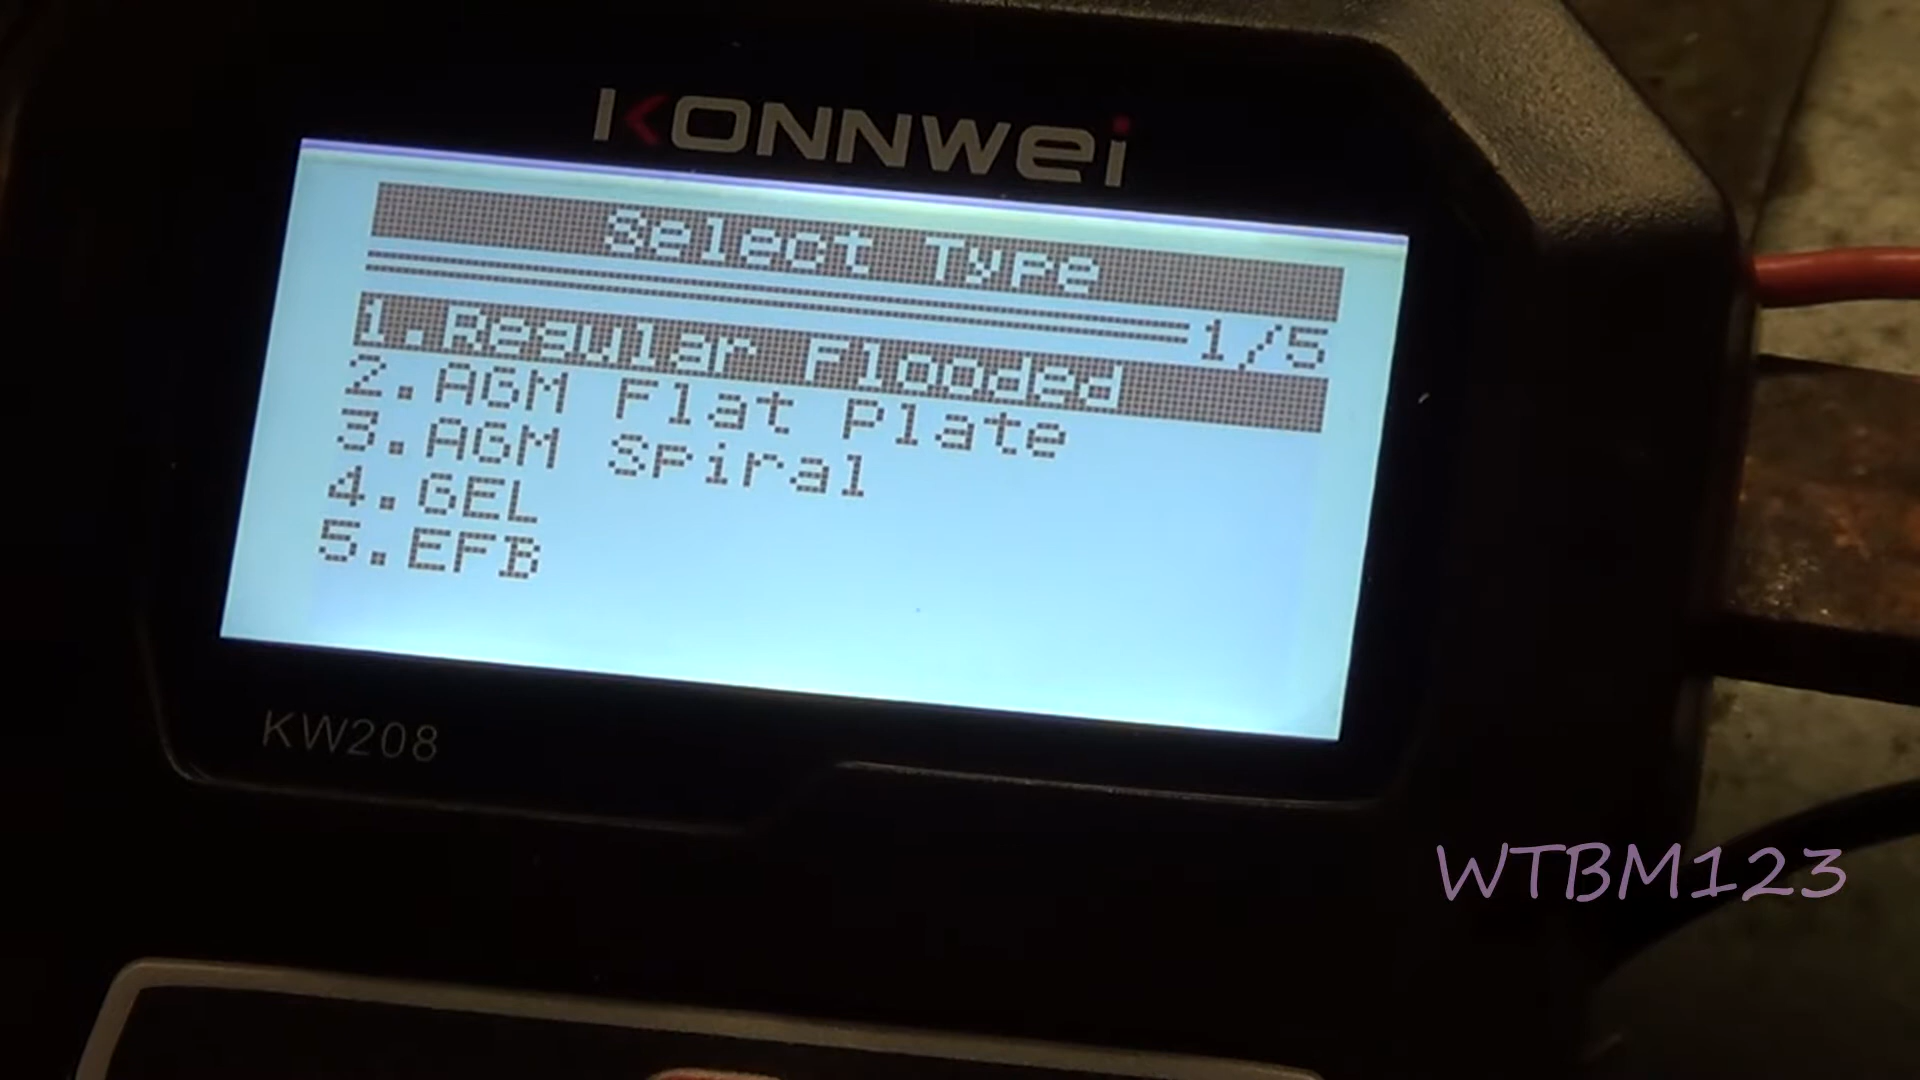 KONNWEI
Select Type
1/5
1.Regular Flooded
2.AGM Flat Plate
3.AGM Spiral
4.GEL
5.EFB
KW208
WTBM123